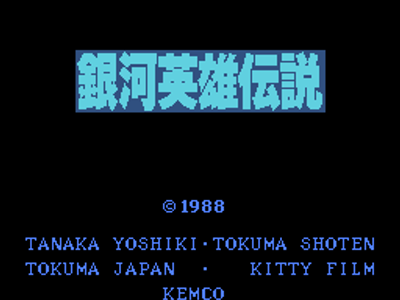 銀河英雄伝説
© 1988
TANAKA YOSHIKI·TOKUMA SHOTEN
TOKUMA JAPAN · KITTY FILM
KEMCO